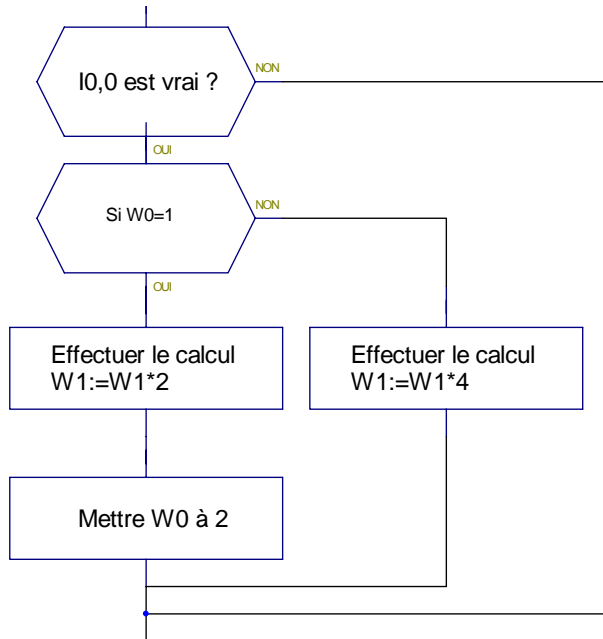 I0,0 est vrai ?
NON
OUI
Si W0=1
NON
OUI
Effectuer le calcul
W1:=W1*2
Effectuer le calcul
W1:=W1*4
Mettre W0 à 2